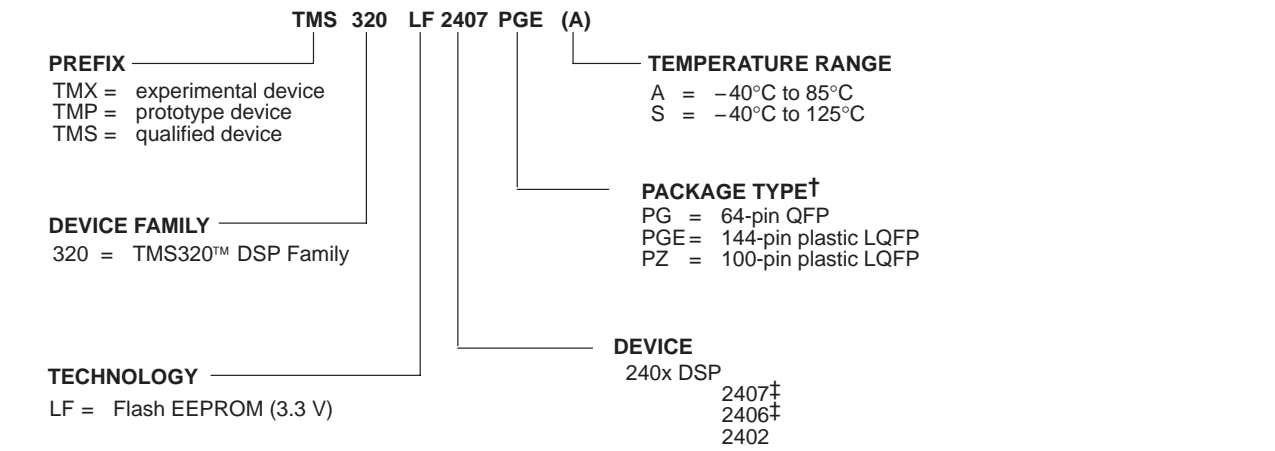 TMS 320 LF 2407 PGE (A)
PREFIX
TMX = experimental device
TMP = prototype device
TMS = qualified device
TEMPERATURE RANGE
A = −40°C to 85°C
S = −40°C to 125°C
PACKAGE TYPE†
PG = 64-pin QFP
PGE = 144-pin plastic LQFP
PZ = 100-pin plastic LQFP
DEVICE FAMILY
320 = TMS320™ DSP Family
DEVICE
240x DSP
2407‡
2406‡
2402
TECHNOLOGY
LF = Flash EEPROM (3.3 V)